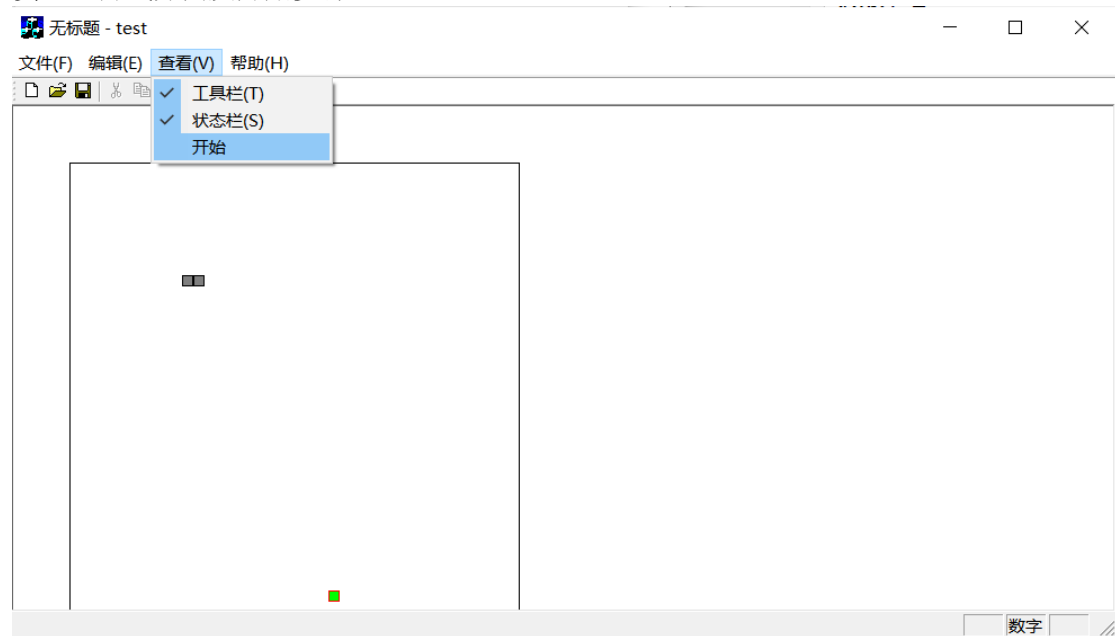 无标题 - test
文件(F) 编辑(E) 查看(V) 帮助(H)
工具栏(T)
状态栏(S)
开始
数字